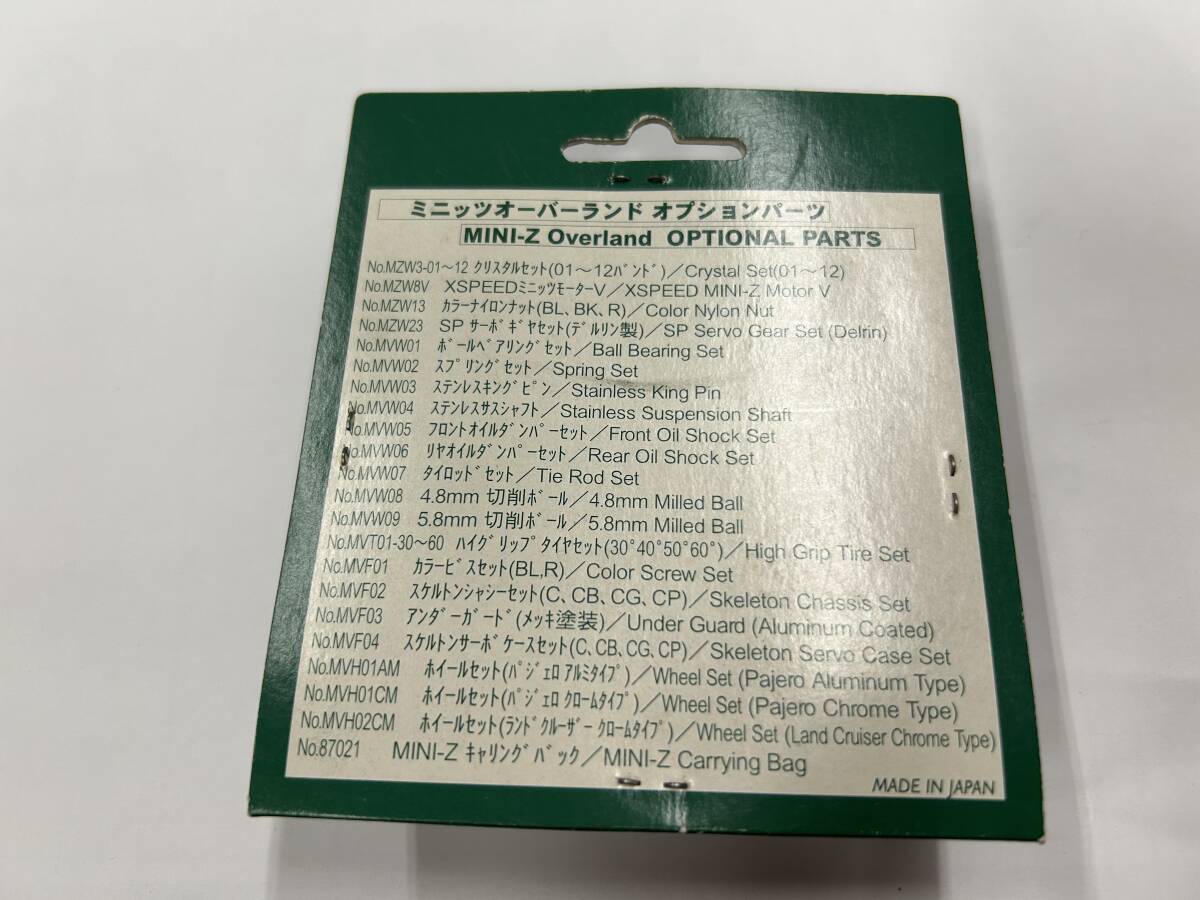 ミニッツオーバーランド オプションパーツ
MINI-Z Overland OPTIONAL PARTS
No.MZW3-01～12 クリスタルセット(01～12ﾊﾞﾝﾄﾞ)／Crystal Set(01～12)
No.MZW8V XSPEEDミニッツモーターV／XSPEED MINI-Z Motor V
No.MZW13 ｶﾗｰﾅｲﾛﾝﾅｯﾄ(BL、BK、R)／Color Nylon Nut
No.MZW23 SP ｻｰﾎﾞｷﾞﾔｾｯﾄ(ﾃﾞﾙﾘﾝ製)／SP Servo Gear Set (Delrin)
No.MVW01 ﾎﾞｰﾙﾍﾞｱﾘﾝｸﾞｾｯﾄ／Ball Bearing Set
No.MVW02 ｽﾌﾟﾘﾝｸﾞｾｯﾄ／Spring Set
No.MVW03 ｽﾃﾝﾚｽｷﾝｸﾞﾋﾟﾝ／Stainless King Pin
No.MVW04 ｽﾃﾝﾚｽｻｽｼｬﾌﾄ／Stainless Suspension Shaft
No.MVW05 ﾌﾛﾝﾄｵｲﾙﾀﾞﾝﾊﾟｰｾｯﾄ／Front Oil Shock Set
No.MVW06 ﾘﾔｵｲﾙﾀﾞﾝﾊﾟｰｾｯﾄ／Rear Oil Shock Set
No.MVW07 ﾀｲﾛｯﾄﾞｾｯﾄ／Tie Rod Set
No.MVW08 4.8mm 切削ﾎﾞｰﾙ／4.8mm Milled Ball
No.MVW09 5.8mm 切削ﾎﾞｰﾙ／5.8mm Milled Ball
No.MVT01-30～60 ﾊｲｸﾞﾘｯﾌﾟﾀｲﾔｾｯﾄ(30°40°50°60°)／High Grip Tire Set
No.MVF01 ｶﾗｰﾋﾞｽｾｯﾄ(BL,R)／Color Screw Set
No.MVF02 ｽｹﾙﾄﾝｼｬｼｰｾｯﾄ(C、CB、CG、CP)／Skeleton Chassis Set
No.MVF03 ｱﾝﾀﾞｰｶﾞｰﾄﾞ(ﾒｯｷ塗装)／Under Guard (Aluminum Coated)
No.MVF04 ｽｹﾙﾄﾝｻｰﾎﾞｹｰｽｾｯﾄ(C,CB,CG,CP)／Skeleton Servo Case Set
No.MVH01AM ﾎｲｰﾙｾｯﾄ(ﾊﾟｼﾞｪﾛ ｱﾙﾐﾀｲﾌﾟ)／Wheel Set (Pajero Aluminum Type)
No.MVH01CM ﾎｲｰﾙｾｯﾄ(ﾊﾟｼﾞｪﾛ ｸﾛｰﾑﾀｲﾌﾟ)／Wheel Set (Pajero Chrome Type)
No.MVH02CM ﾎｲｰﾙｾｯﾄ(ﾗﾝﾄﾞｸﾙｰｻﾞｰ ｸﾛｰﾑﾀｲﾌﾟ)／Wheel Set (Land Cruiser Chrome Type)
No.87021 MINI-Z ｷｬﾘﾝｸﾞﾊﾞｯｸ／MINI-Z Carrying Bag
MADE IN JAPAN